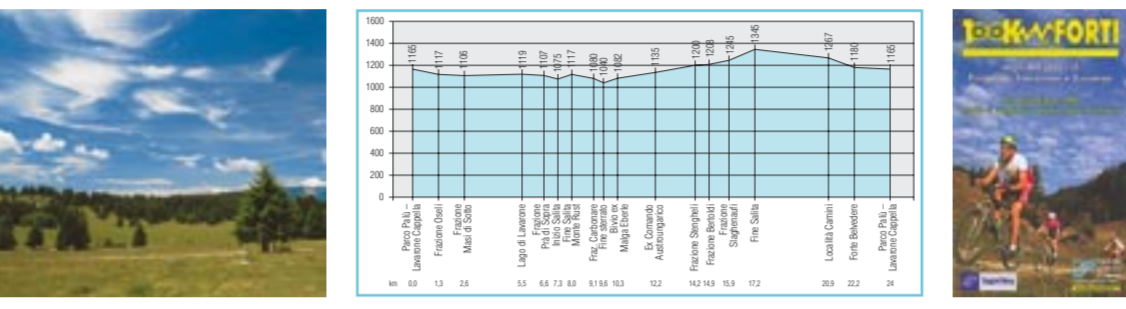 1600
1400
1200
1000
800
600
400
200
0
1165
1117
1106
1119
1107
1075
1117
1080
1040
1082
1135
1200
1208
1245
1345
1267
1180
1165
Parco Palù –
Lavarone Cappella
Frazione Oseli
Frazione
Masi di Sotto
Lago di Lavarone
Frazione
Prà di Sopra
Inizio Salita
Fine Salita
Monte Rust
Fraz. Carbonare
Fine sterrato
Bivio ex
Malga Eberle
Ex Comando
Austroungarico
Frazione Stengheli
Frazione Bertoldi
Frazione
Slaghenaufi
Fine Salita
Località Camini
Forte Belvedere
Parco Palù –
Lavarone Cappella
km 0,0 1,3 2,6 5,5 6,6 7,3 8,0 9,1 9,6 10,3 12,2 14,2 14,9 15,9 17,2 20,9 22,2 24
100KM FORTI